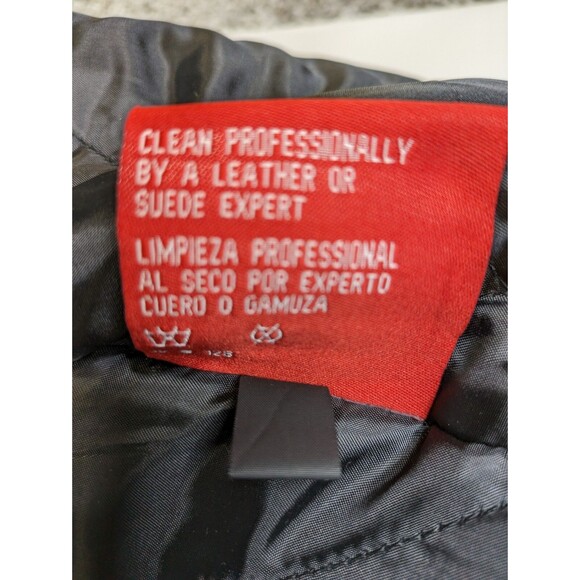 CLEAN PROFESSIONALLY
BY A LEATHER OR
SUEDE EXPERT
LIMPIEZA PROFESSIONAL
AL SECO POR EXPERTO
CUERO O GAMUZA